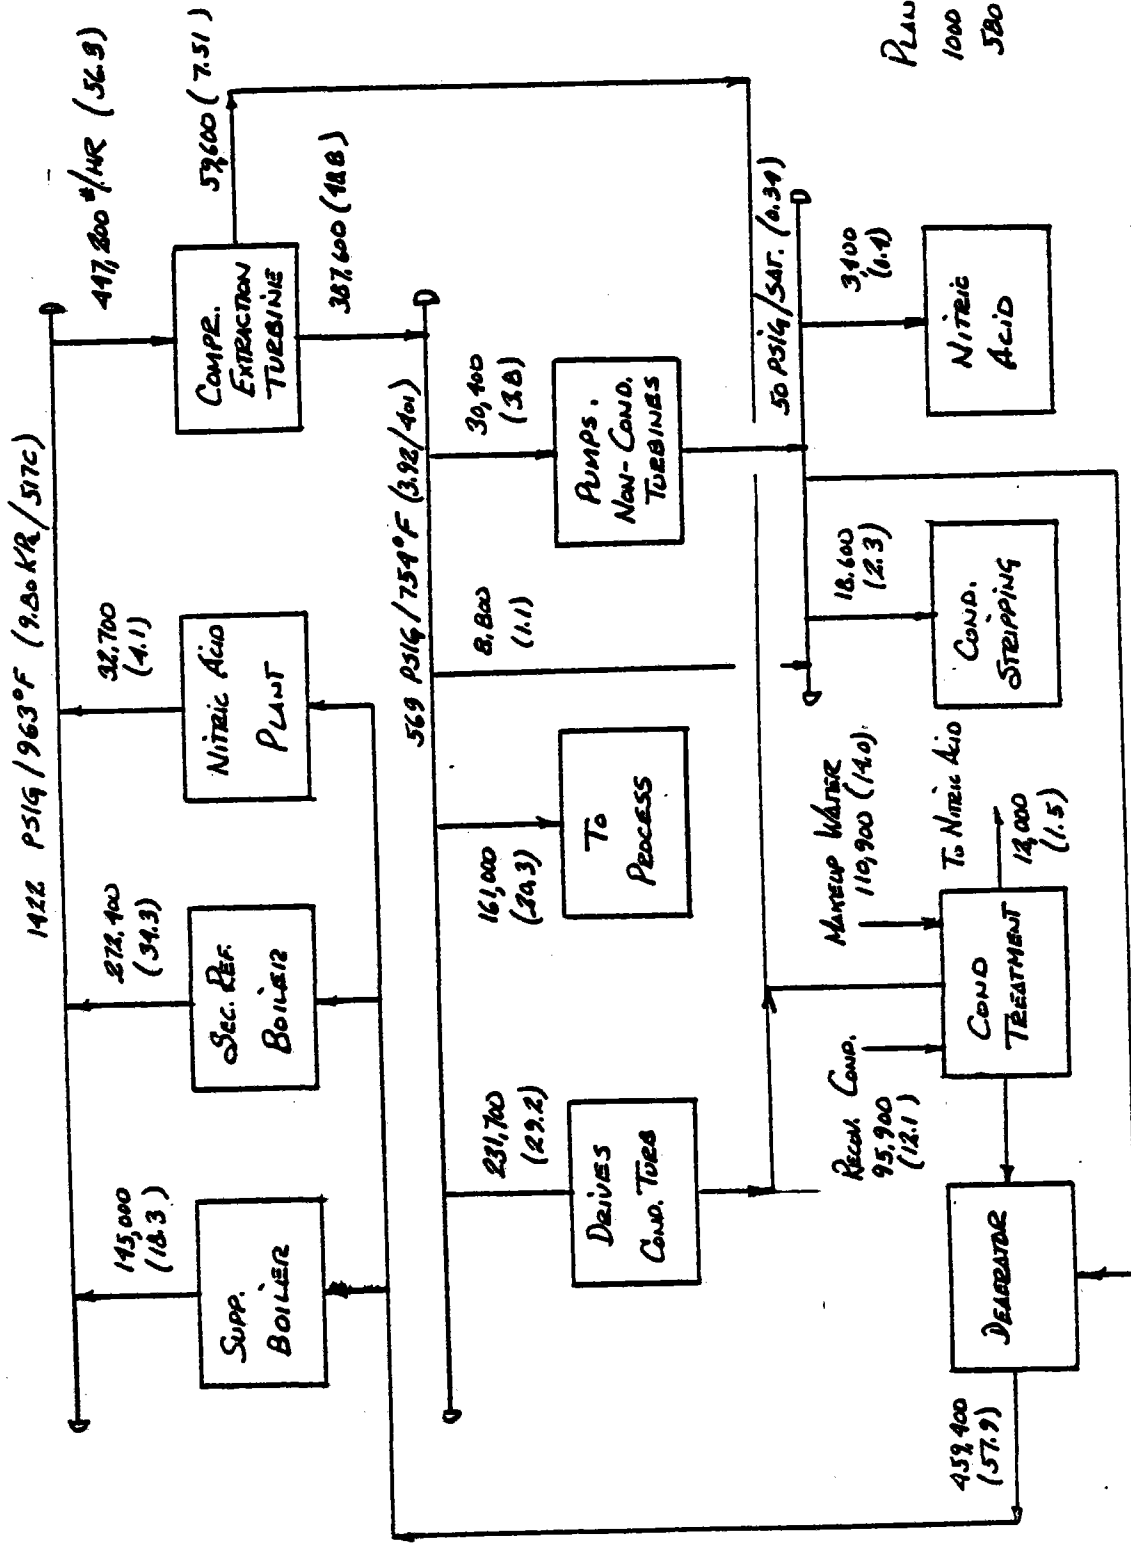 1422 PSIG/963°F (9.80 KPa/517C)
145,000
(18.3)
272,400
(34.3)
32,700
(4.1)
447,200 #/HR (56.3)
SUPP.
BOILER
SEC. REF.
BOILER
NITRIC ACID
PLANT
COMPR.
EXTRACTION
TURBINE
59,600 (7.51)
387,600 (48.8)
569 PSIG/754°F (3.92/401)
231,700
(29.2)
161,000
(20.3)
8,800
(1.1)
30,400
(3.8)
DRIVES
COND. TURB
TO
PROCESS
PUMPS.
NON-COND.
TURBINES
50 PSIG/SAT. (0.34)
RECOV. COND.
95,900
(12.1)
MAKEUP WATER
110,900 (14.0)
18,600
(2.3)
3400
(0.4)
DEAERATOR
COND
TREATMENT
TO NITRIC ACID
12,000
(1.5)
COND.
STRIPPING
NITRIC
ACID
459,400
(57.9)
PLAN
1000
580